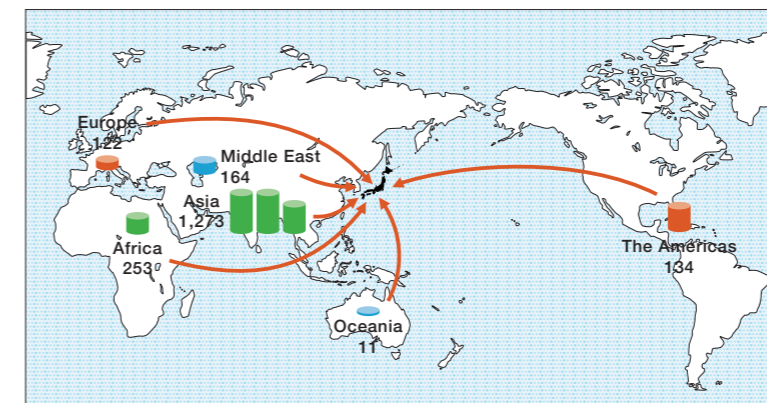 Europe
122
Middle East
164
Asia
1,273
Africa
253
The Americas
134
Oceania
11